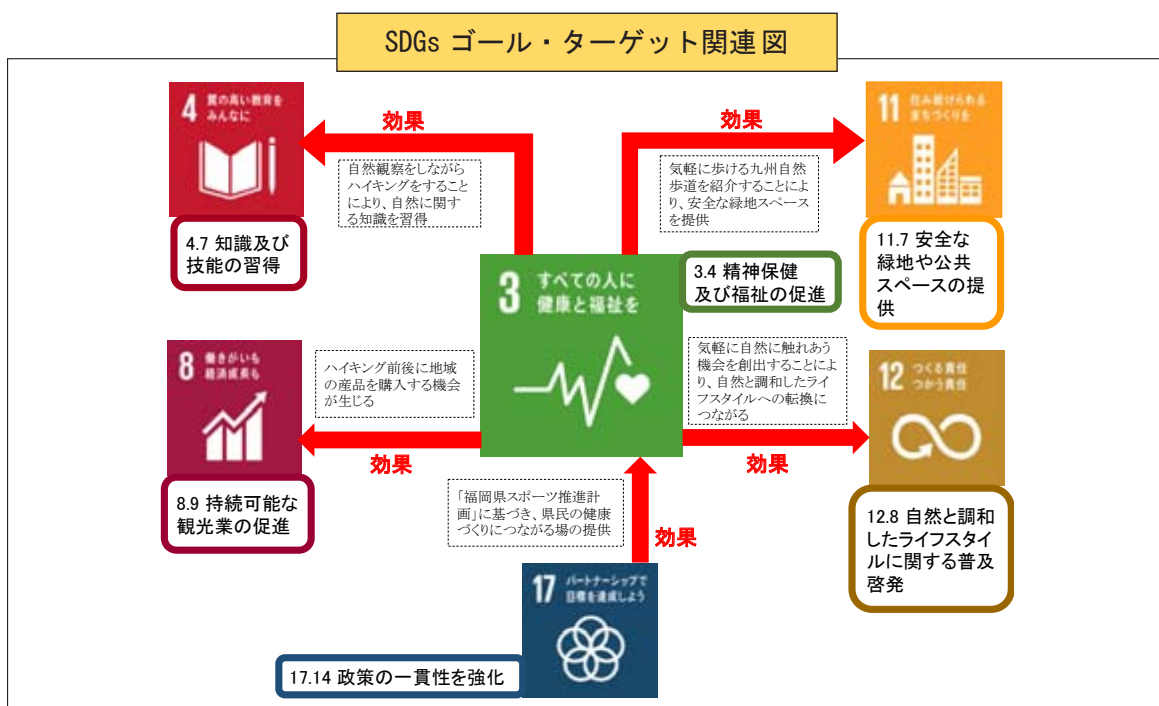 SDGs ゴール・ターゲット関連図
4 質の高い教育を
みんなに
効果
自然観察をしながら
ハイキングをすること
により、自然に関す
る知識を習得
4.7 知識及び
技能の習得
効果
気軽に歩ける九州自然
歩道を紹介することによ
り、安全な緑地スペース
を提供
11 住み続けられる
まちづくりを
11.7 安全な
緑地や公共
スペースの提
供
3 すべての人に
健康と福祉を
3.4 精神保健
及び福祉の促進
8 働きがいも
経済成長も
ハイキング前後に地域
の産品を購入する機会
が生じる
効果
8.9 持続可能な
観光業の促進
気軽に自然に触れあう
機会を創出することによ
り、自然と調和したライ
フスタイルへの転換に
つながる
効果
12 つくる責任
つかう責任
12.8 自然と調和
したライフスタイ
ルに関する普及
啓発
「福岡県スポーツ推進計
画」に基づき、県民の健康
づくりにつながる場の提供
効果
17 パートナーシップで
目標を達成しよう
17.14 政策の一貫性を強化